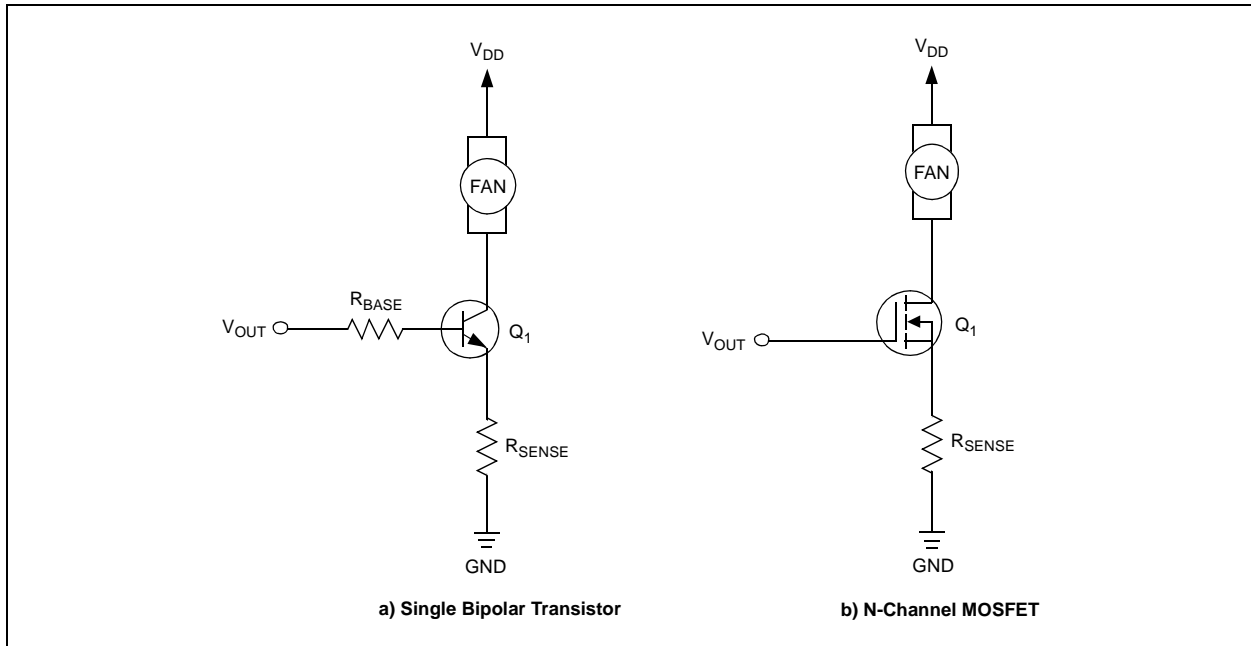 V_DD
FAN
R_BASE
V_OUT
Q_1
R_SENSE
GND
a) Single Bipolar Transistor
V_DD
FAN
V_OUT
Q_1
R_SENSE
GND
b) N-Channel MOSFET